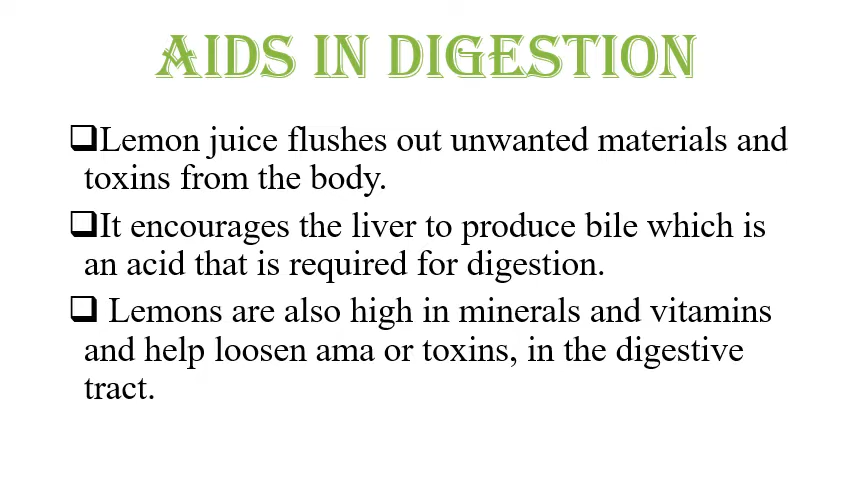 AIDS IN DIGESTION
❑Lemon juice flushes out unwanted materials and
toxins from the body.
❑It encourages the liver to produce bile which is
an acid that is required for digestion.
❑ Lemons are also high in minerals and vitamins
and help loosen ama or toxins, in the digestive
tract.